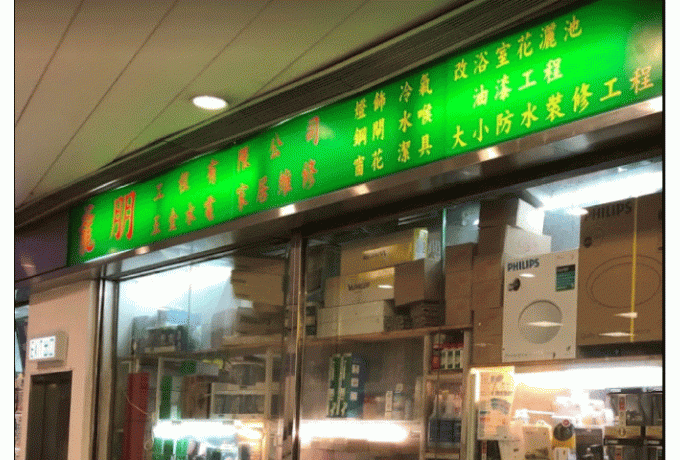 朋
工程有限公司
五金水電 家居維修
燈飾 冷氣
鋼閘 水喉
窗花 潔具
改浴室花灑池
油漆工程
大小防水裝修工程
PHILIPS
PHILIPS